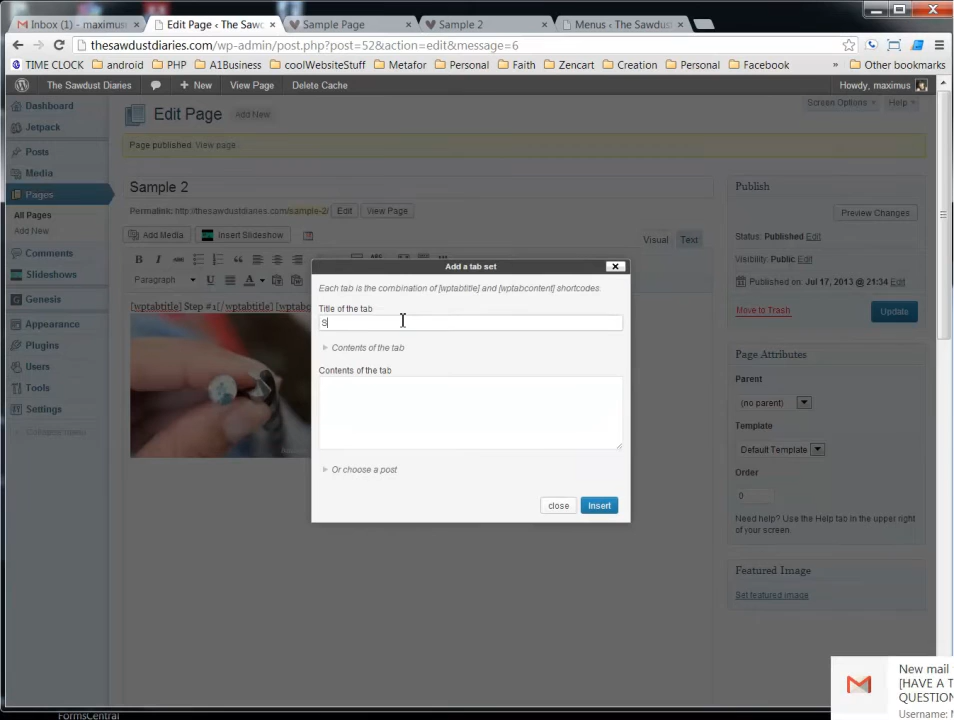 Inbox (1) - maximus
Edit Page ‹ The Sawd
Sample Page
Sample 2
Menus ‹ The Sawdust
thesawdustdiaries.com/wp-admin/post.php?post=52&action=edit&message=6
TIME CLOCK
android
PHP
A1Business
coolWebsiteStuff
Metafor
Personal
Faith
Zencart
Creation
Personal
Facebook
»
Other bookmarks
The Sawdust Diaries
+ New
View Page
Delete Cache
Howdy, maximus
Dashboard
Jetpack
Posts
Media
Pages
All Pages
Add New
Comments
Slideshows
Genesis
Appearance
Plugins
Users
Tools
Settings
Collapse menu
Edit Page
Add New
Screen Options
Help
Page published. View page
Sample 2
Permalink: http://thesawdustdiaries.com/sample-2/
Edit
View Page
Add Media
Insert Slideshow
Visual
Text
B I ABC
Paragraph
U
A
[wptabtitle] Step #1[/wptabtitle] [wptabc
Add a tab set
Each tab is the combination of [wptabtitle] and [wptabcontent] shortcodes.
Title of the tab
S
Contents of the tab
Contents of the tab
Or choose a post
close
Insert
Publish
Preview Changes
Status: Published Edit
Visibility: Public Edit
Published on: Jul 17, 2013 @ 21:34 Edit
Move to Trash
Update
Page Attributes
Parent
(no parent)
Template
Default Template
Order
0
Need help? Use the Help tab in the upper right
of your screen.
Featured Image
Set featured image
New mail
[HAVE A T
QUESTION
Username: M
FormsCentral